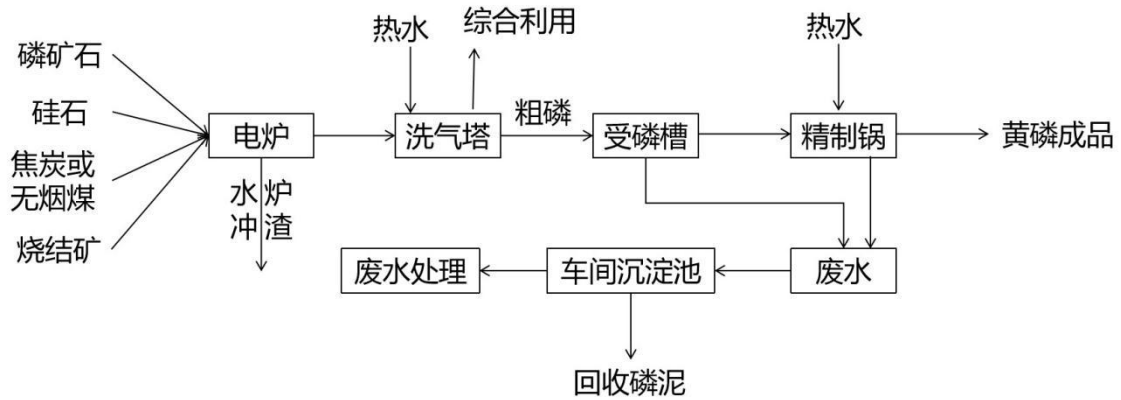 热水
综合利用
热水
磷矿石
硅石
焦炭或
无烟煤
烧结矿
电炉
洗气塔
粗磷
受磷槽
精制锅
黄磷成品
水冲
炉渣
废水处理
车间沉淀池
废水
回收磷泥